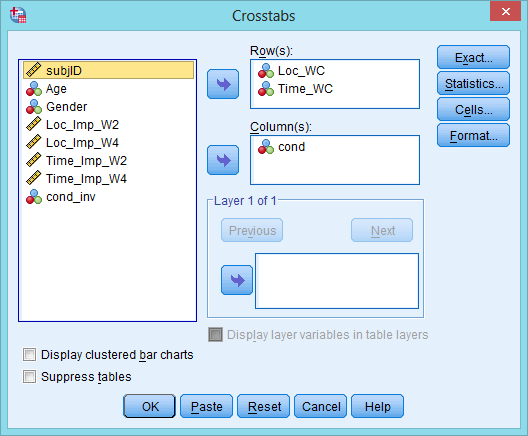 Crosstabs
subjID
Age
Gender
Loc_Imp_W2
Loc_Imp_W4
Time_Imp_W2
Time_Imp_W4
cond_inv
Row(s):
Loc_WC
Time_WC
Column(s):
cond
Layer 1 of 1
Previous
Next
Display layer variables in table layers
Exact...
Statistics...
Cells...
Format...
Display clustered bar charts
Suppress tables
OK
Paste
Reset
Cancel
Help